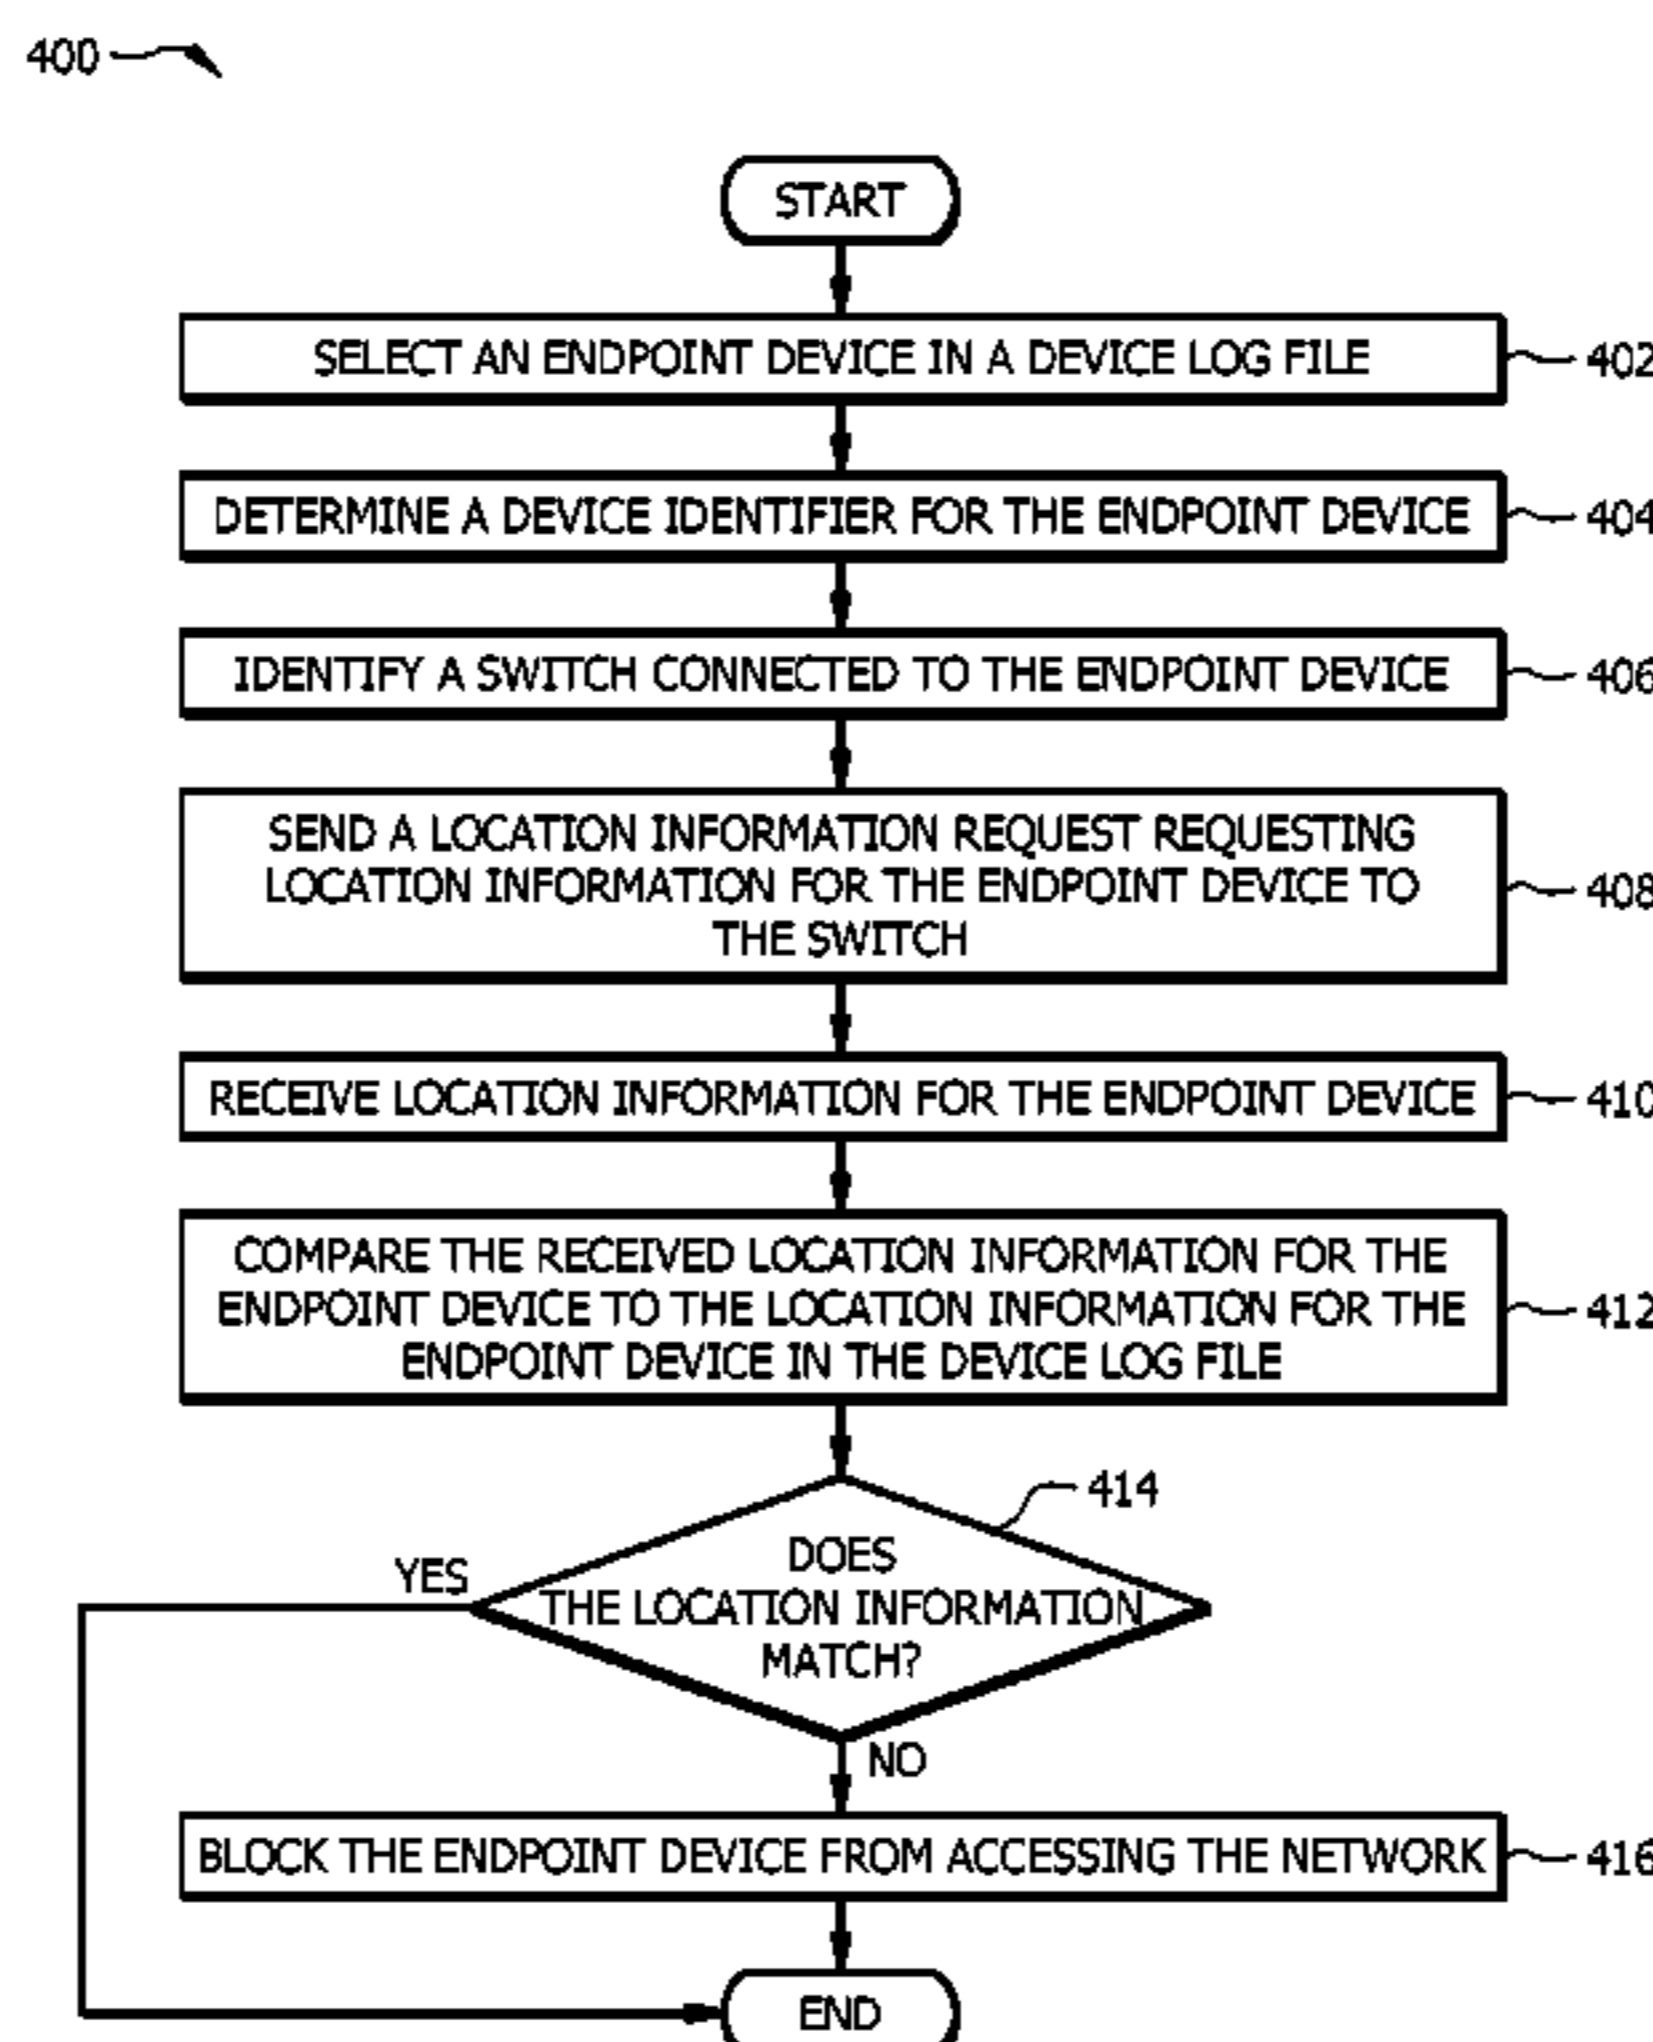 400
START
SELECT AN ENDPOINT DEVICE IN A DEVICE LOG FILE
402
DETERMINE A DEVICE IDENTIFIER FOR THE ENDPOINT DEVICE
404
IDENTIFY A SWITCH CONNECTED TO THE ENDPOINT DEVICE
406
SEND A LOCATION INFORMATION REQUEST REQUESTING
LOCATION INFORMATION FOR THE ENDPOINT DEVICE TO
THE SWITCH
408
RECEIVE LOCATION INFORMATION FOR THE ENDPOINT DEVICE
410
COMPARE THE RECEIVED LOCATION INFORMATION FOR THE
ENDPOINT DEVICE TO THE LOCATION INFORMATION FOR THE
ENDPOINT DEVICE IN THE DEVICE LOG FILE
412
414
DOES
THE LOCATION INFORMATION
MATCH?
YES
NO
BLOCK THE ENDPOINT DEVICE FROM ACCESSING THE NETWORK
416
END